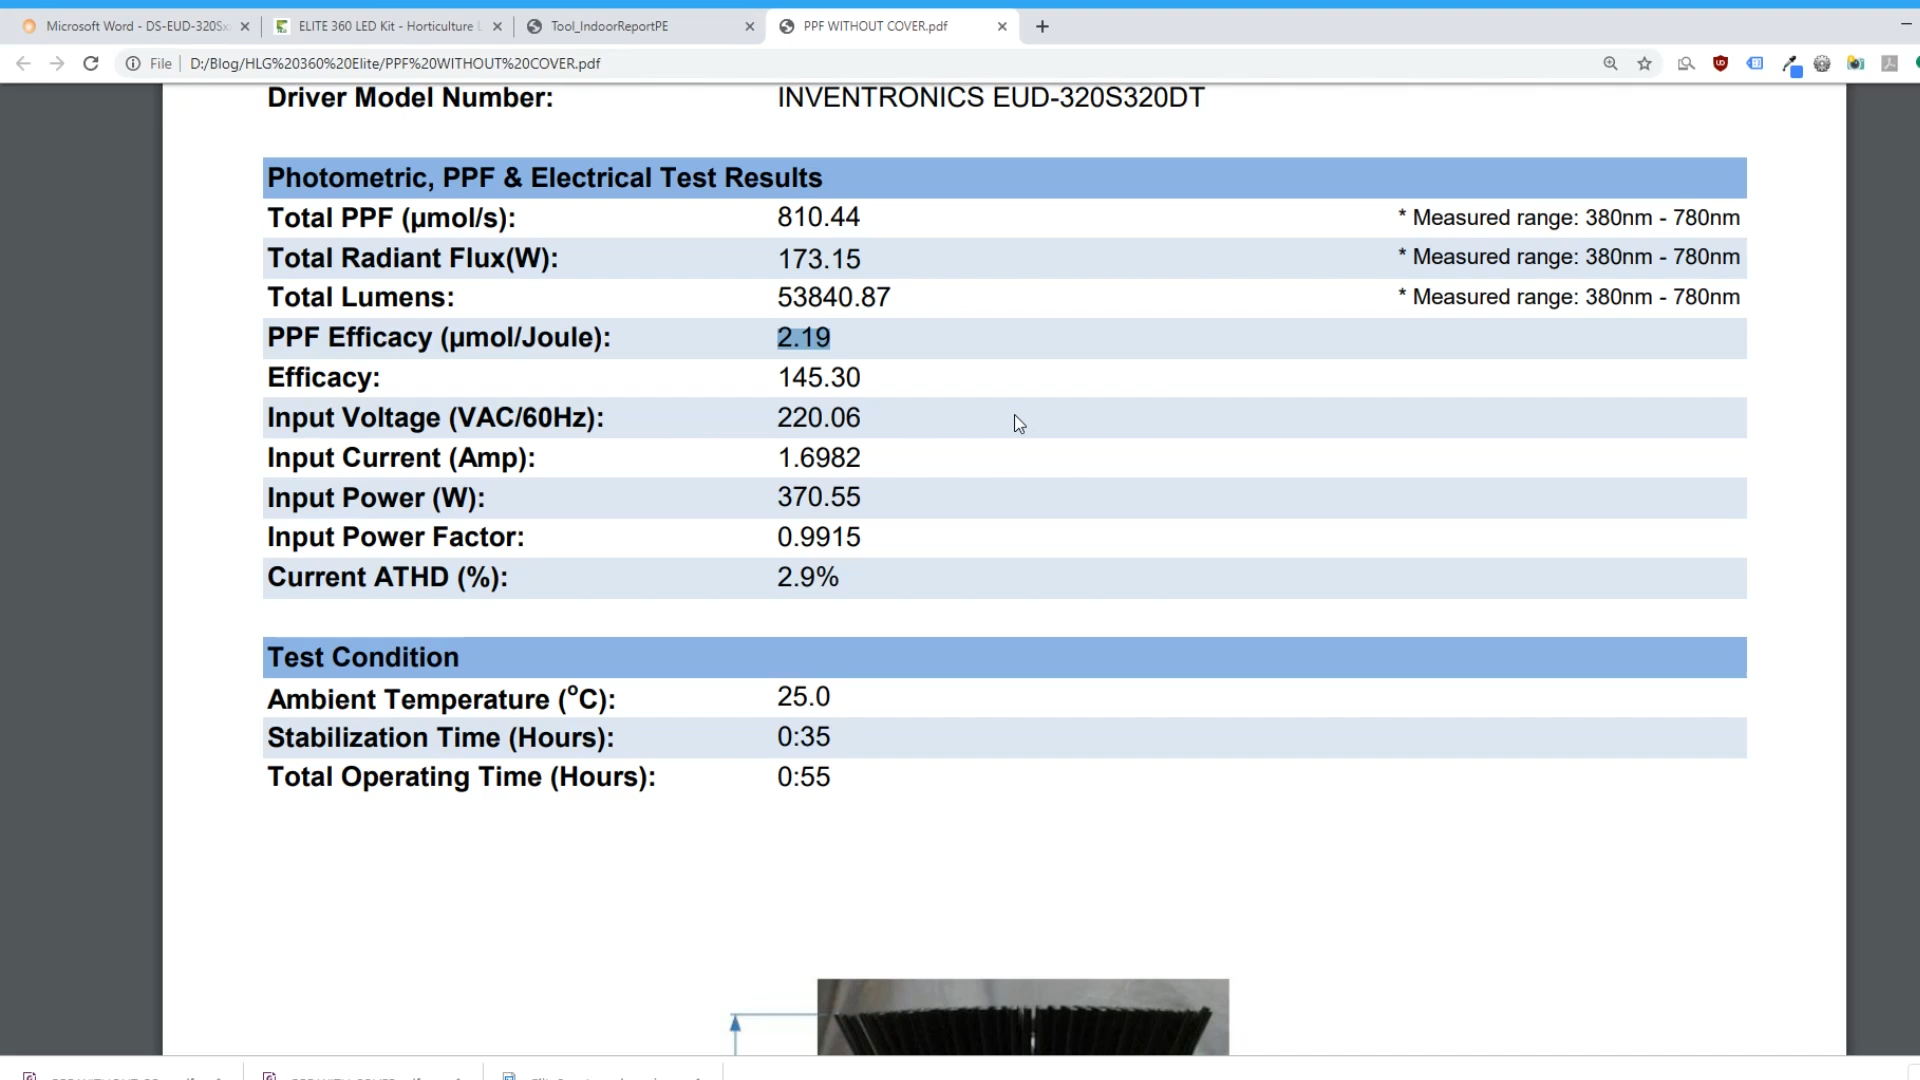 Microsoft Word - DS-EUD-320Sx
ELITE 360 LED Kit - Horticulture L
Tool_IndoorReportPE
PPF WITHOUT COVER.pdf
File | D:/Blog/HLG%20360%20Elite/PPF%20WITHOUT%20COVER.pdf
Driver Model Number: INVENTRONICS EUD-320S320DT
Photometric, PPF & Electrical Test Results
Total PPF (µmol/s): 810.44 * Measured range: 380nm - 780nm
Total Radiant Flux(W): 173.15 * Measured range: 380nm - 780nm
Total Lumens: 53840.87 * Measured range: 380nm - 780nm
PPF Efficacy (µmol/Joule): 2.19
Efficacy: 145.30
Input Voltage (VAC/60Hz): 220.06
Input Current (Amp): 1.6982
Input Power (W): 370.55
Input Power Factor: 0.9915
Current ATHD (%): 2.9%
Test Condition
Ambient Temperature (°C): 25.0
Stabilization Time (Hours): 0:35
Total Operating Time (Hours): 0:55